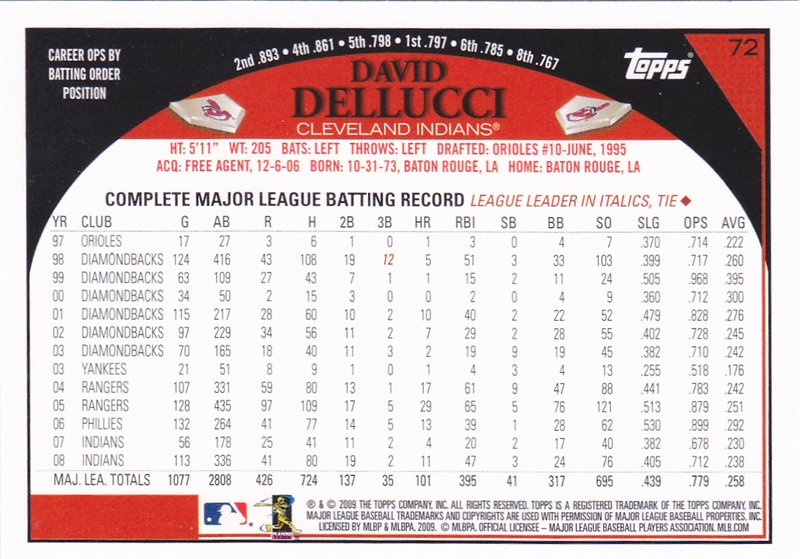 CAREER OPS BY
BATTING ORDER
POSITION
2nd .893 • 4th .861 • 5th .798 • 1st .797 • 6th .785 • 8th .767
Topps®
72
DAVID
DELLUCCI
CLEVELAND INDIANS®
HT: 5'11" WT: 205 BATS: LEFT THROWS: LEFT DRAFTED: ORIOLES #10-JUNE, 1995
ACQ: FREE AGENT, 12-6-06 BORN: 10-31-73, BATON ROUGE, LA HOME: BATON ROUGE, LA
COMPLETE MAJOR LEAGUE BATTING RECORD LEAGUE LEADER IN ITALICS, TIE ◆
YR CLUB G AB R H 2B 3B HR RBI SB BB SO SLG OPS AVG
97 ORIOLES 17 27 3 6 1 0 1 3 0 4 7 .370 .714 .222
98 DIAMONDBACKS 124 416 43 108 19 12 5 51 3 33 103 .399 .717 .260
99 DIAMONDBACKS 63 109 27 43 7 1 1 15 2 11 24 .505 .968 .395
00 DIAMONDBACKS 34 50 2 15 3 0 0 2 0 4 9 .360 .712 .300
01 DIAMONDBACKS 115 217 28 60 10 2 10 40 2 22 52 .479 .828 .276
02 DIAMONDBACKS 97 229 34 56 11 2 7 29 2 28 55 .402 .728 .245
03 DIAMONDBACKS 70 165 18 40 11 3 2 19 9 19 45 .382 .710 .242
03 YANKEES 21 51 8 9 1 0 1 4 3 4 13 .255 .518 .176
04 RANGERS 107 331 59 80 13 1 17 61 9 47 88 .441 .783 .242
05 RANGERS 128 435 97 109 17 5 29 65 5 76 121 .513 .879 .251
06 PHILLIES 132 264 41 77 14 5 13 39 1 28 62 .530 .899 .292
07 INDIANS 56 178 25 41 11 2 4 20 2 17 40 .382 .678 .230
08 INDIANS 113 336 41 80 19 2 11 47 3 24 76 .405 .712 .238
MAJ. LEA. TOTALS 1077 2808 426 724 137 35 101 395 41 317 695 .439 .779 .258
® & © 2009 THE TOPPS COMPANY, INC. ALL RIGHTS RESERVED. TOPPS IS A REGISTERED TRADEMARK OF THE TOPPS COMPANY, INC.
MAJOR LEAGUE BASEBALL TRADEMARKS AND COPYRIGHTS ARE USED WITH PERMISSION OF MAJOR LEAGUE BASEBALL PROPERTIES, INC.
LICENSED BY MLBP & MLBPA, 2009. © MLBPA. OFFICIAL LICENSEE – MAJOR LEAGUE BASEBALL PLAYERS ASSOCIATION. MLB.COM